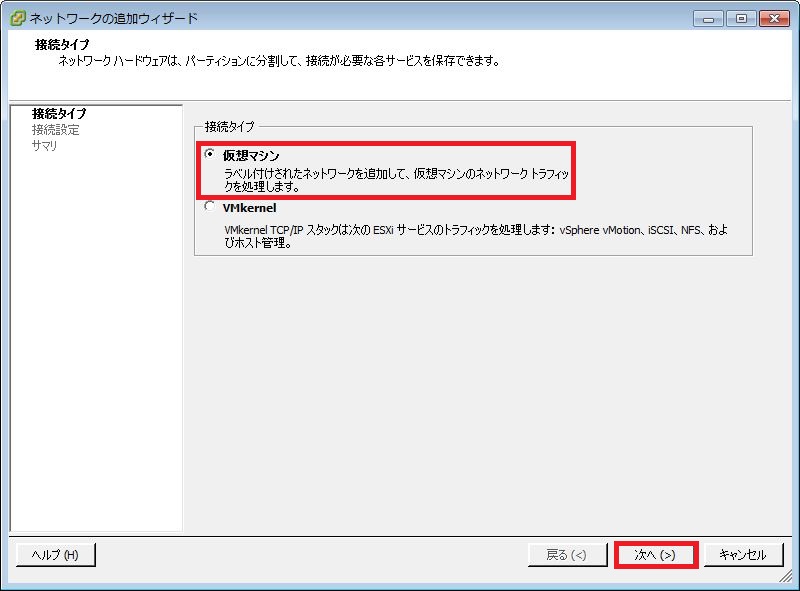 ネットワークの追加ウィザード
接続タイプ
ネットワーク ハードウェアは、パーティションに分割して、接続が必要な各サービスを保存できます。
接続タイプ
接続設定
サマリ
接続タイプ
仮想マシン
ラベル付けされたネットワークを追加して、仮想マシンのネットワーク トラフィッ
クを処理します。
VMkernel
VMkernel TCP/IP スタックは次の ESXi サービスのトラフィックを処理します: vSphere vMotion、iSCSI、NFS、およ
びホスト管理。
ヘルプ (H)
戻る (<)
次へ (>)
キャンセル